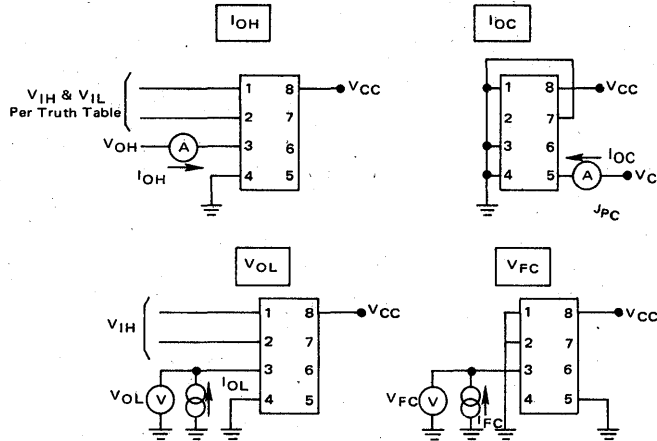 IOH
IOC
VIH & VIL
Per Truth Table
1 8 VCC
2 7
VOH A 3 6
IOH 4 5
1 8 VCC
2 7
3 6 IOC
4 5 A VC
JPC
VOL
VFC
VIH
1 8 VCC
2 7
3 6
VOL V IOL 4 5
1 8 VCC
2 7
3 6
VFC V IFC 4 5